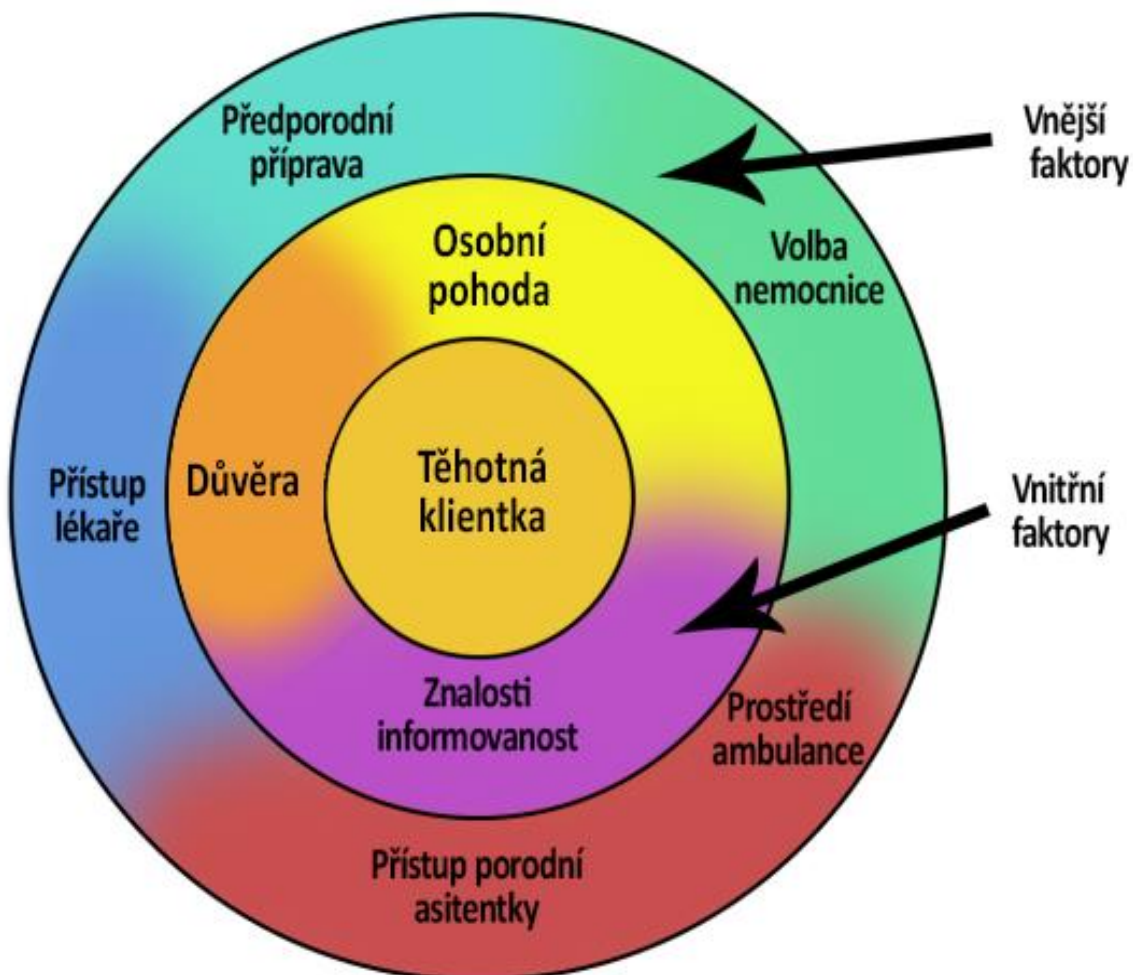 Předporodní
příprava
Vnější
faktory
Osobní
pohoda
Volba
nemocnice
Přístup
lékaře
Důvěra
Těhotná
klientka
Vnitřní
faktory
Znalosti
informovanost
Prostředí
ambulance
Přístup porodní
asitentky